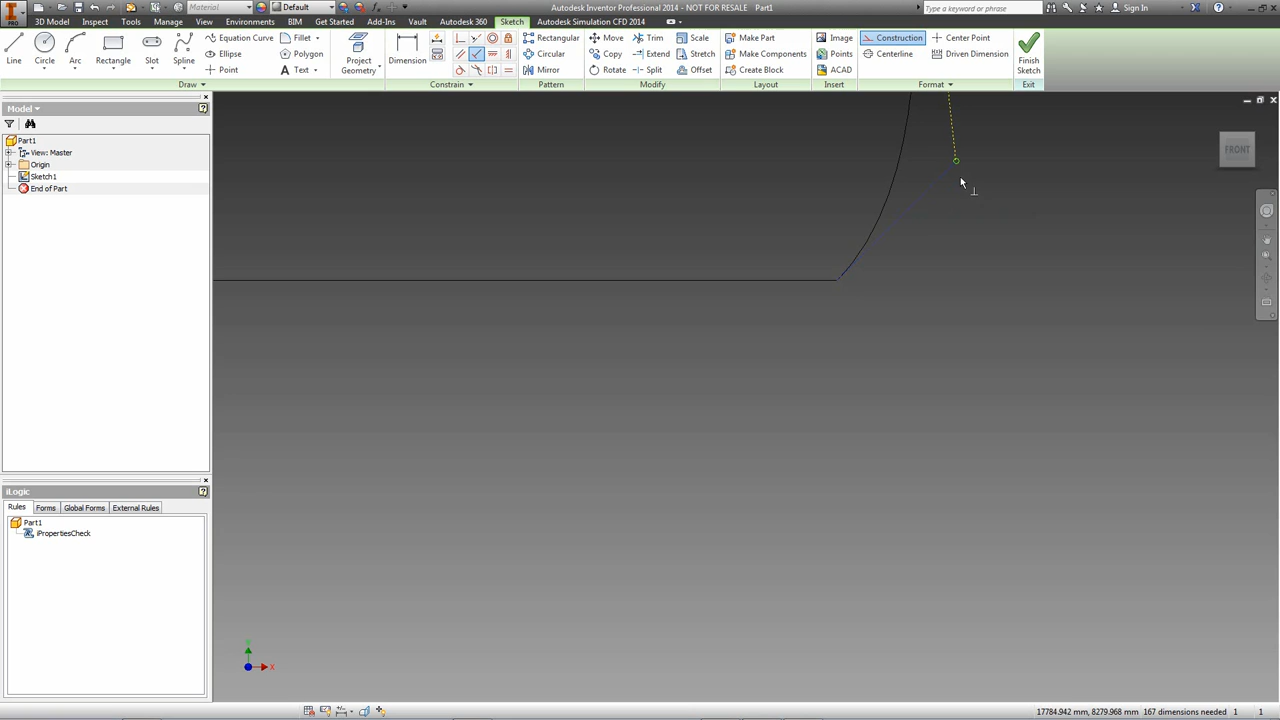 Material
Default
Autodesk Inventor Professional 2014 - NOT FOR RESALE Part1
Type a keyword or phrase
Sign In
PRO
3D Model Inspect Tools Manage View Environments BIM Get Started Add-Ins Vault Autodesk 360 Sketch Autodesk Simulation CFD 2014
Line Circle Arc Rectangle Slot Spline
Equation Curve Fillet
Ellipse Polygon
Point Text
Project Geometry
Dimension
Rectangular
Circular
Mirror
Move Trim Scale
Copy Extend Stretch
Rotate Split Offset
Make Part
Make Components
Create Block
Image
Points
ACAD
Construction Center Point
Centerline Driven Dimension
Finish Sketch
Draw Constrain Pattern Modify Layout Insert Format Exit
Model
Part1
View: Master
Origin
Sketch1
End of Part
FRONT
iLogic
Rules Forms Global Forms External Rules
Part1
iPropertiesCheck
Y
X
17784.942 mm, 8279.968 mm 167 dimensions needed 1 1